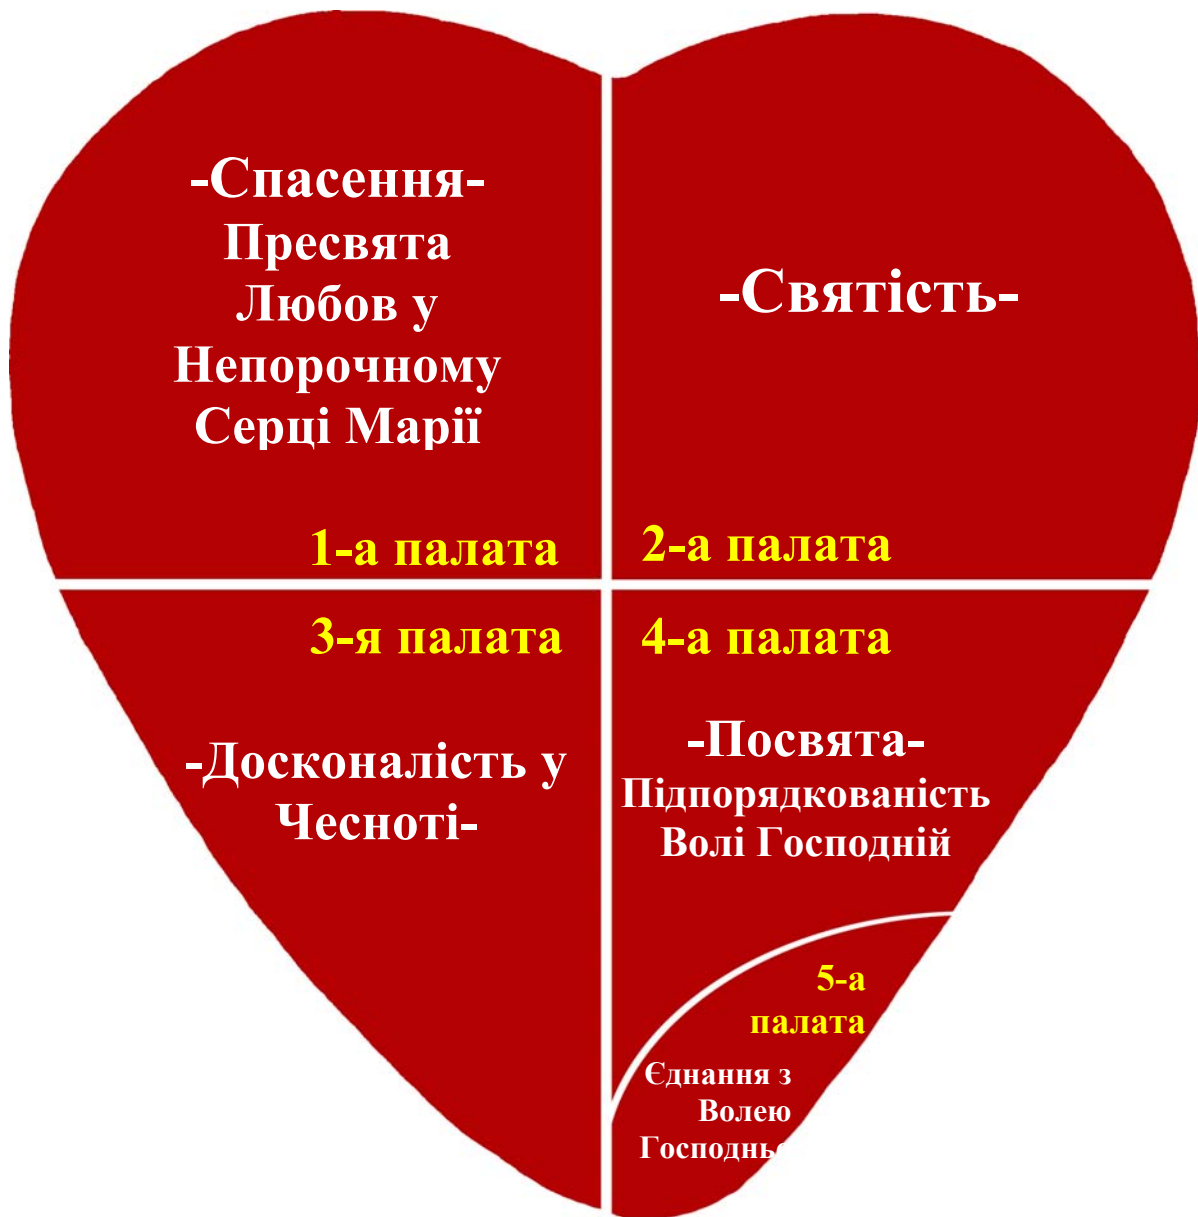 -Спасення-
Пресвята
Любов у
Непорочному
Серці Марії
1-а палата
-Святість-
2-а палата
3-я палата
-Досконалість у
Чесноті-
4-а палата
-Посвята-
Підпорядкованість
Волі Господній
5-а
палата
Єднання з
Волею